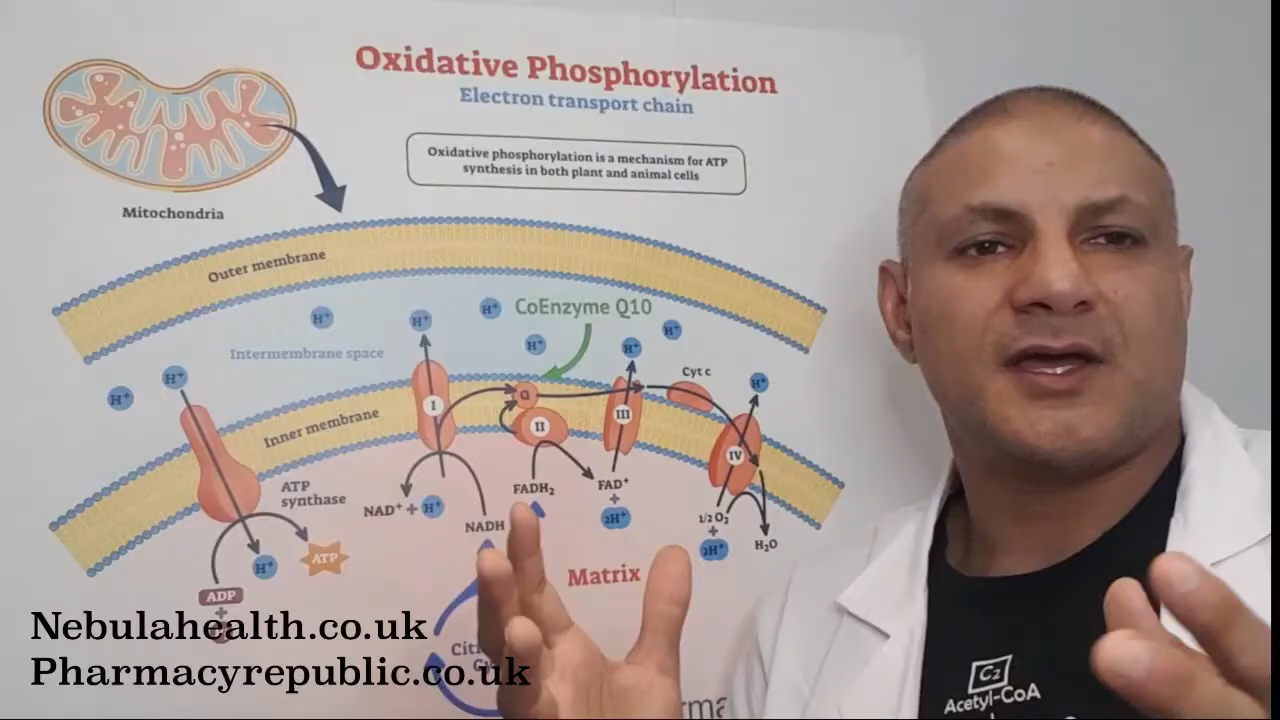 Oxidative Phosphorylation
Electron transport chain
Oxidative phosphorylation is a mechanism for ATP
synthesis in both plant and animal cells
Mitochondria
Outer membrane
H⁺
H⁺
H⁺
CoEnzyme Q10
H⁺
H⁺
H⁺
Intermembrane space
H⁺
H⁺
H⁺
Cyt c
Inner membrane
I
Q
II
III
IV
ATP
synthase
NAD⁺ + H⁺
NADH
FADH₂
FAD⁺
+
2H⁺
1/2 O₂
+
2H⁺
H₂O
H⁺
ATP
ADP
+
Matrix
Nebulahealth.co.uk
Pharmacyrepublic.co.uk
C₂
Acetyl-CoA